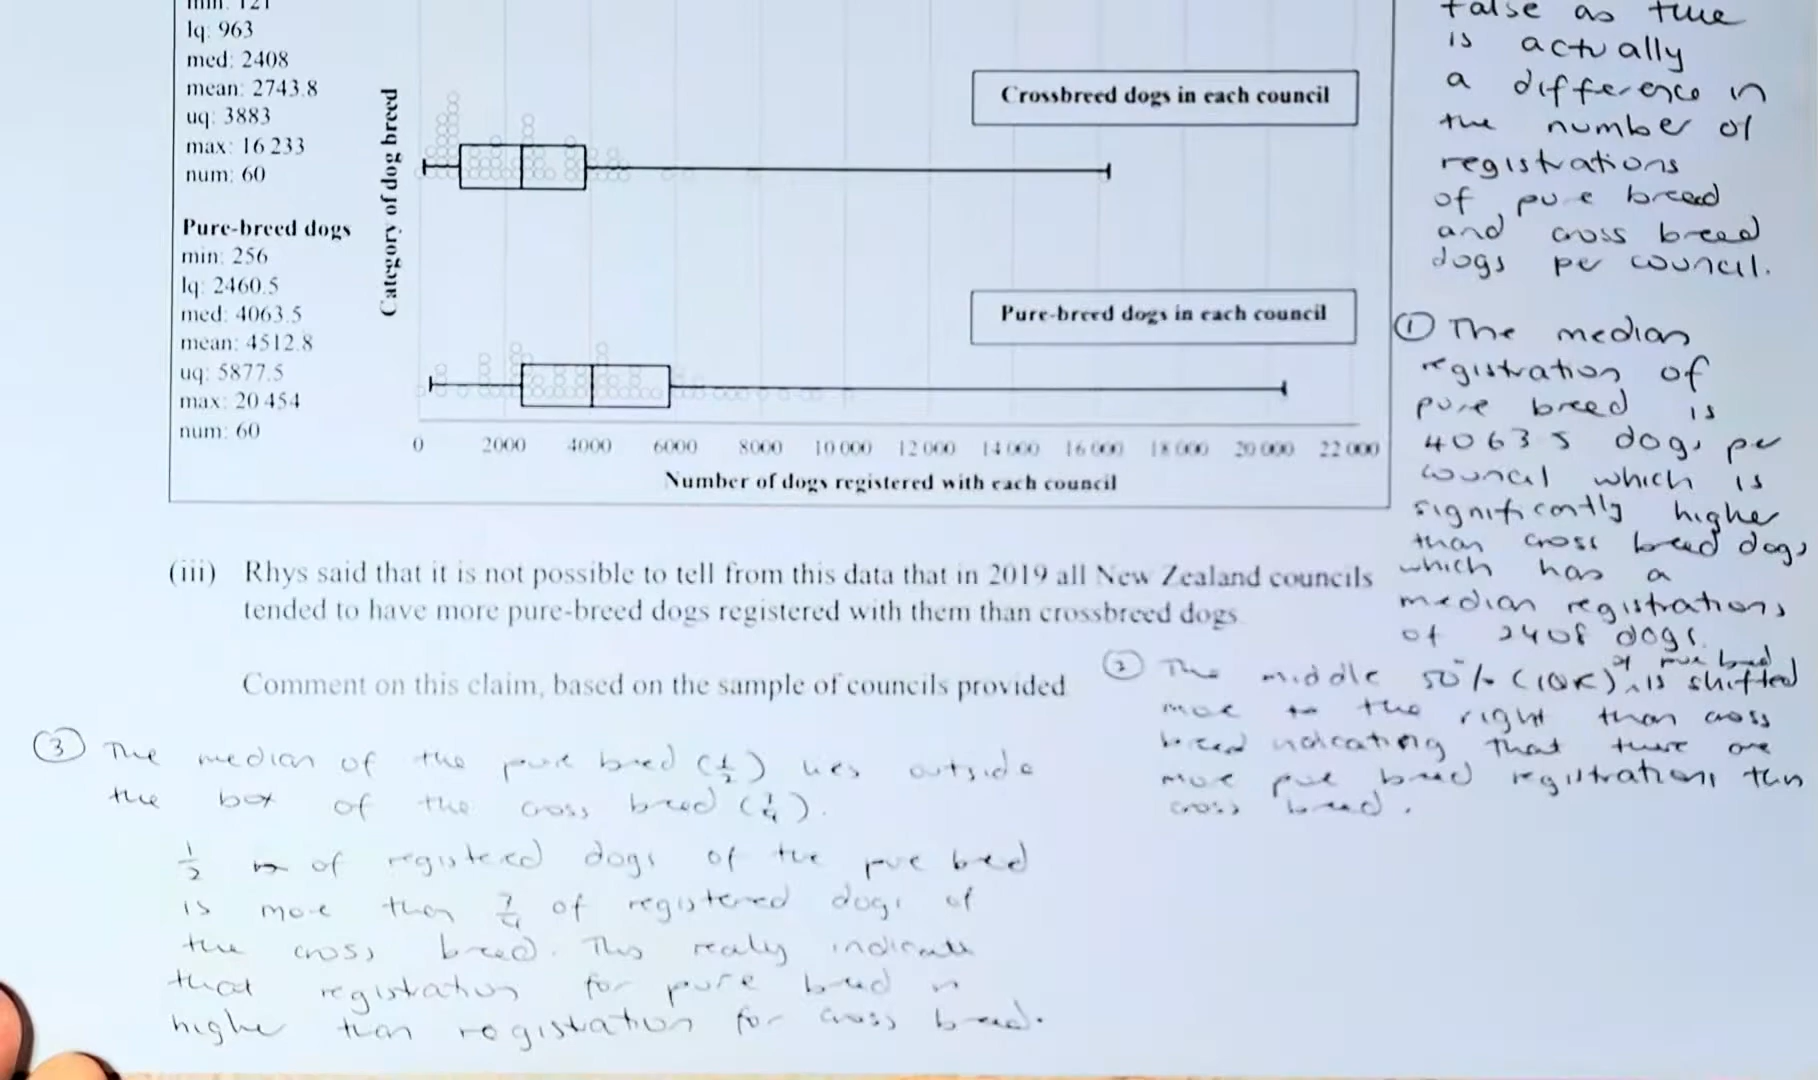 min: 121
lq: 963
med: 2408
mean: 2743.8
uq: 3883
max: 16 233
num: 60
Pure-breed dogs
min: 256
lq: 2460.5
med: 4063.5
mean: 4512.8
uq: 5877.5
max: 20 454
num: 60
Category of dog breed
Crossbreed dogs in each council
Pure-breed dogs in each council
0 2000 4000 6000 8000 10 000 12 000 14 000 16 000 18 000 20 000 22 000
Number of dogs registered with each council
false as true
is actually
a difference in
the number of
registrations
of pure breed
and cross breed
dogs per council.
① The median
registration of
pure breed is
4063 5 dogs per
council which is
significantly higher
than cross breed dogs
which has a
median registrations
of 2408 dogs.
(iii) Rhys said that it is not possible to tell from this data that in 2019 all New Zealand councils
tended to have more pure-breed dogs registered with them than crossbreed dogs
Comment on this claim, based on the sample of councils provided
② The middle 50% (IQR) of pure bred is shifted
more to the right than cross
breed indicating that there are
more pure breed registrations than
cross breed.
③ The median of the pure bred (1/2) lies outside
the box of the cross breed
1/2 of registered dogs of the pure bred
is more than 3/4 of registered dogs of
the cross breed. This really indicate
that registration for pure bred is
higher than registration for cross breed.